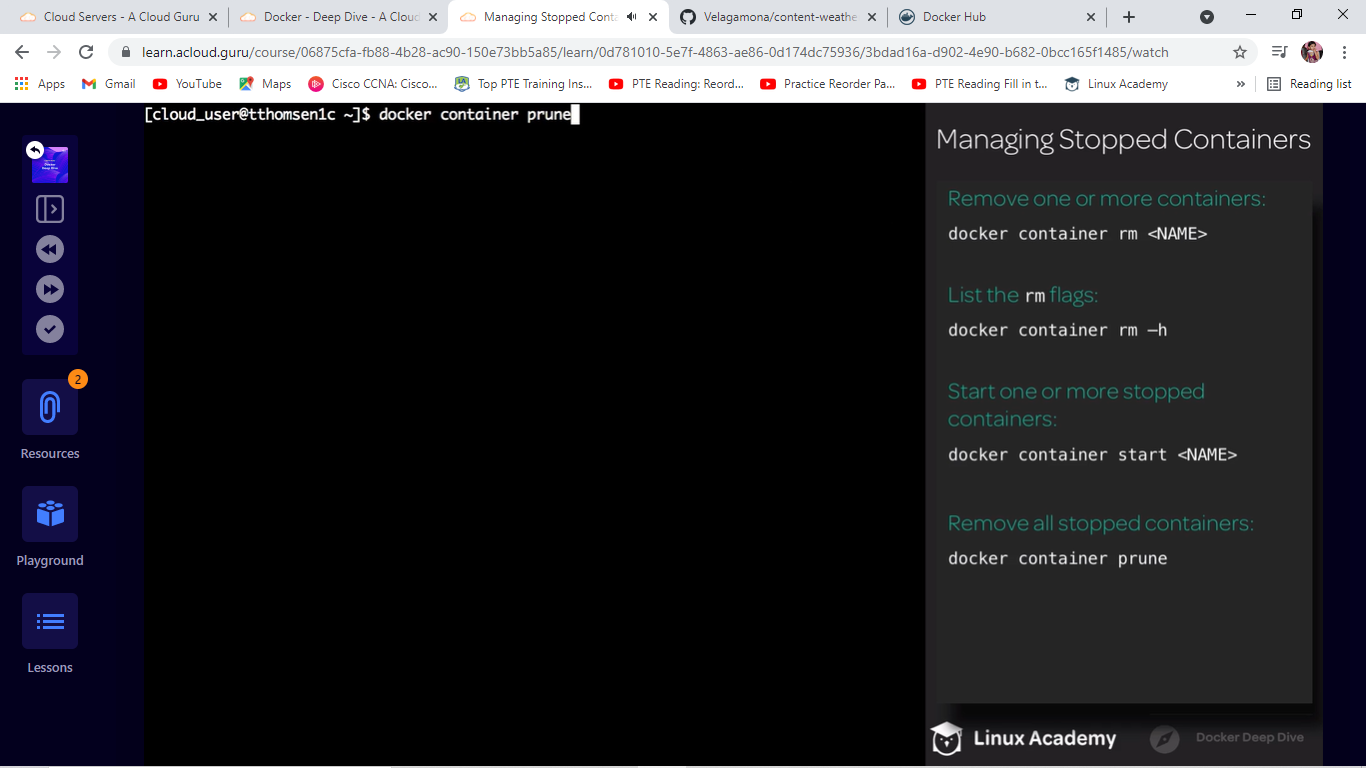 Cloud Servers - A Cloud Guru
Docker - Deep Dive - A Cloud
Managing Stopped Conta
Velagamona/content-weathe
Docker Hub
learn.acloud.guru/course/06875cfa-fb88-4b28-ac90-150e73bb5a85/learn/0d781010-5e7f-4863-ae86-0d174dc75936/3bdad16a-d902-4e90-b682-0bcc165f1485/watch
Apps
Gmail
YouTube
Maps
Cisco CCNA: Cisco...
Top PTE Training Ins...
PTE Reading: Reord...
Practice Reorder Pa...
PTE Reading Fill in t...
Linux Academy
»
Reading list
[cloud_user@tthomsen1c ~]$ docker container prune
2
Resources
Playground
Lessons
Managing Stopped Containers
Remove one or more containers:
docker container rm <NAME>
List the rm flags:
docker container rm –h
Start one or more stopped
containers:
docker container start <NAME>
Remove all stopped containers:
docker container prune
Linux Academy
Docker Deep Dive